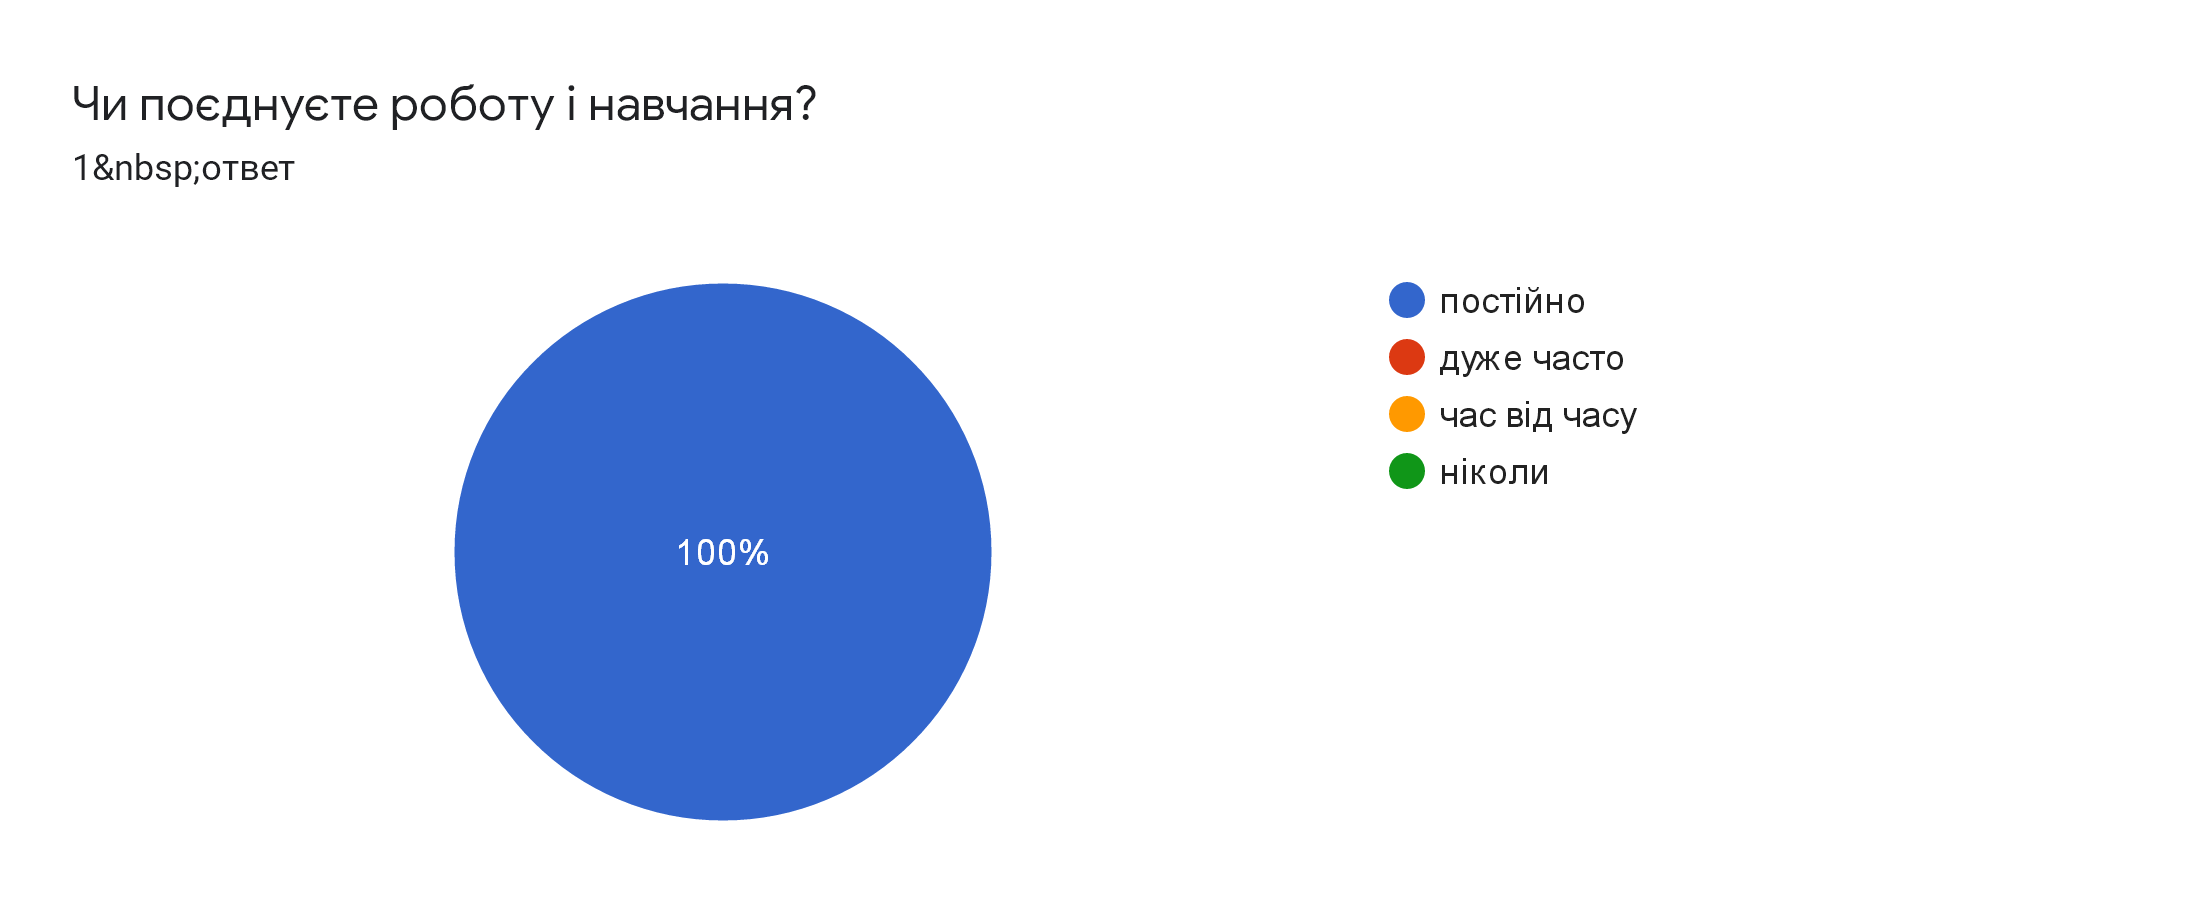 Чи поєднуєте роботу і навчання?
1&nbsp;ответ
100%
постійно
дуже часто
час від часу
ніколи